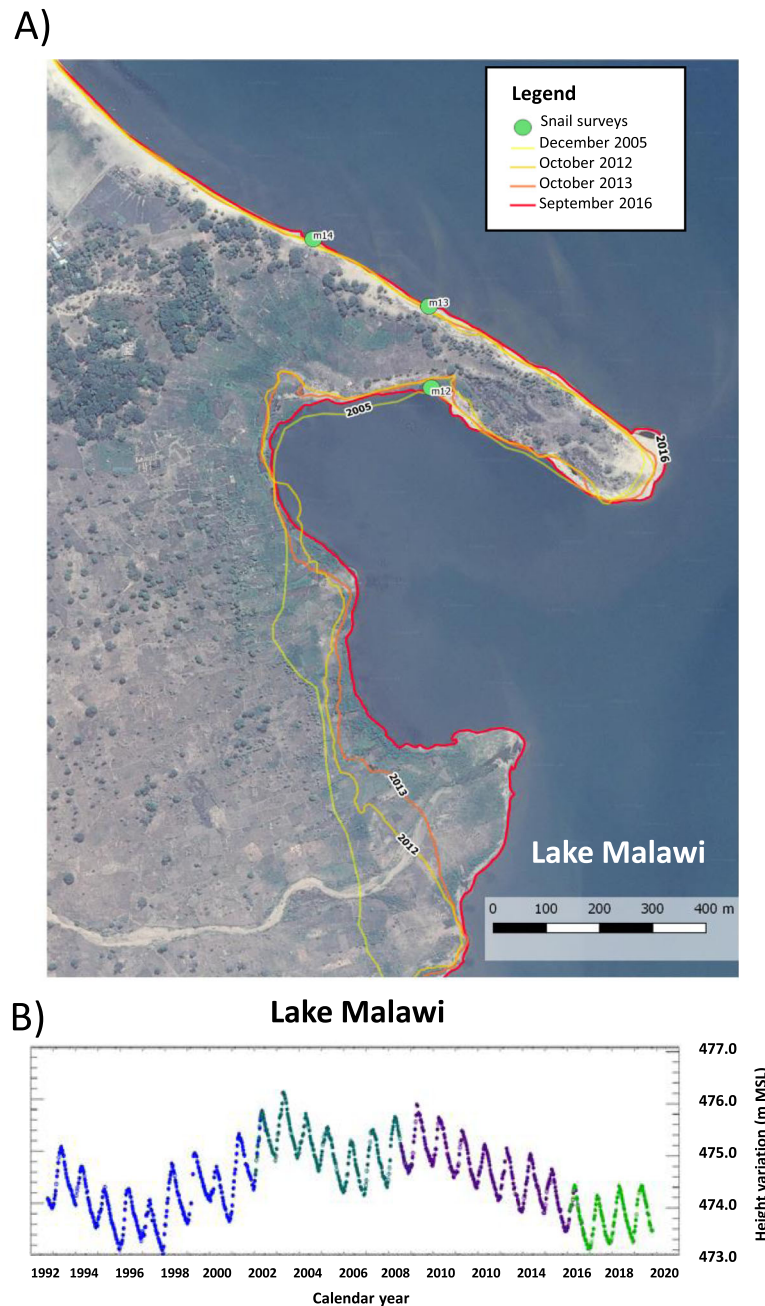 A)
Legend
Snail surveys
December 2005
October 2012
October 2013
September 2016
m14
m13
m12
2005
2016
2013
2012
Lake Malawi
0 100 200 300 400 m
B)
Lake Malawi
477.0
476.0
475.0
474.0
473.0
Height variation (m MSL)
1992 1994 1996 1998 2000 2002 2004 2006 2008 2010 2010 2014 2016 2018 2020
Calendar year